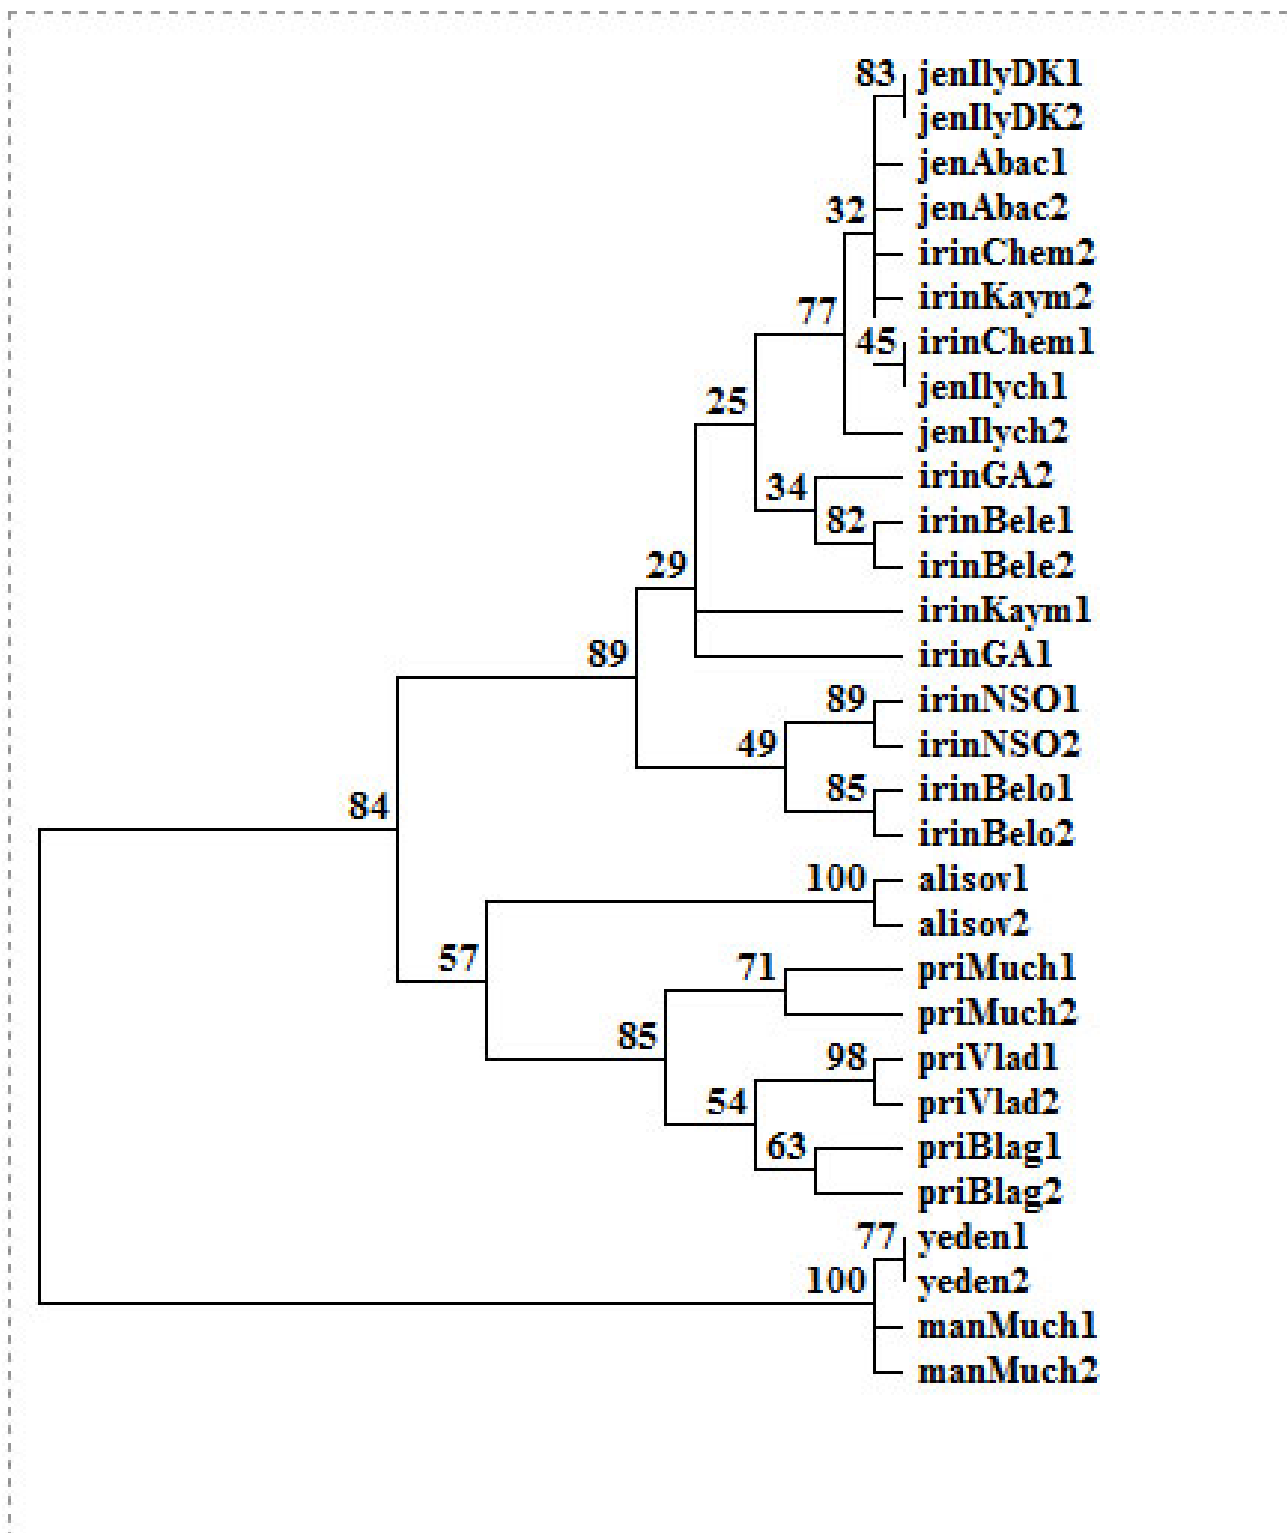 83 jenIlyDK1
jenIlyDK2
jenAbac1
32 jenAbac2
irinChem2
77 irinKaym2
45 irinChem1
jenIlych1
25 jenIlych2
34 irinGA2
82 irinBele1
29 irinBele2
irinKaym1
89 irinGA1
89 irinNSO1
49 irinNSO2
85 irinBelo1
84 irinBelo2
100 alisov1
alisov2
57 71 priMuch1
85 priMuch2
98 priVlad1
54 priVlad2
63 priBlag1
priBlag2
77 yeden1
100 yeden2
manMuch1
manMuch2